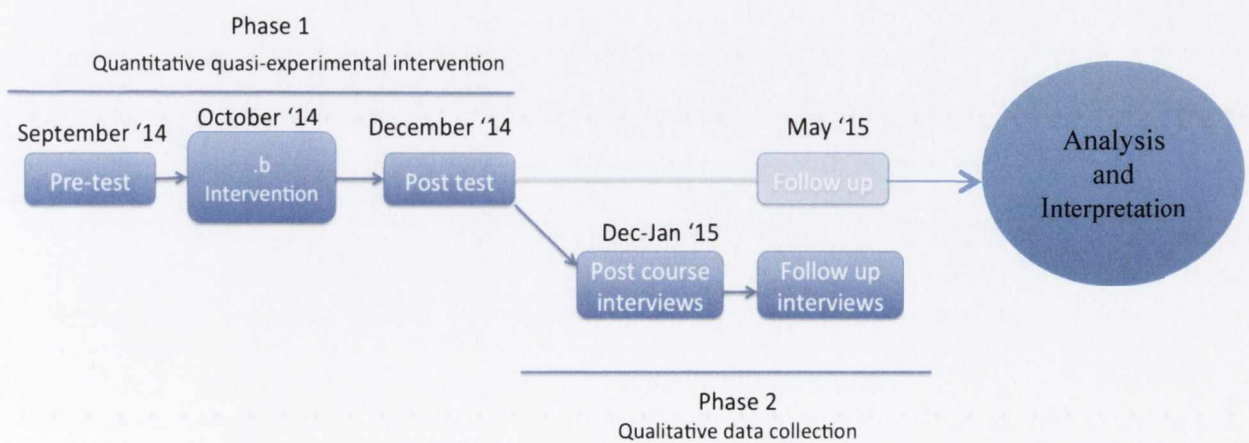 Phase 1
Quantitative quasi-experimental intervention
September ‘14
October ‘14
December ‘14
May ‘15
Pre-test
.b
Intervention
Post test
Follow up
Analysis
and
Interpretation
Dec-Jan ‘15
Post course
interviews
Follow up
interviews
Phase 2
Qualitative data collection